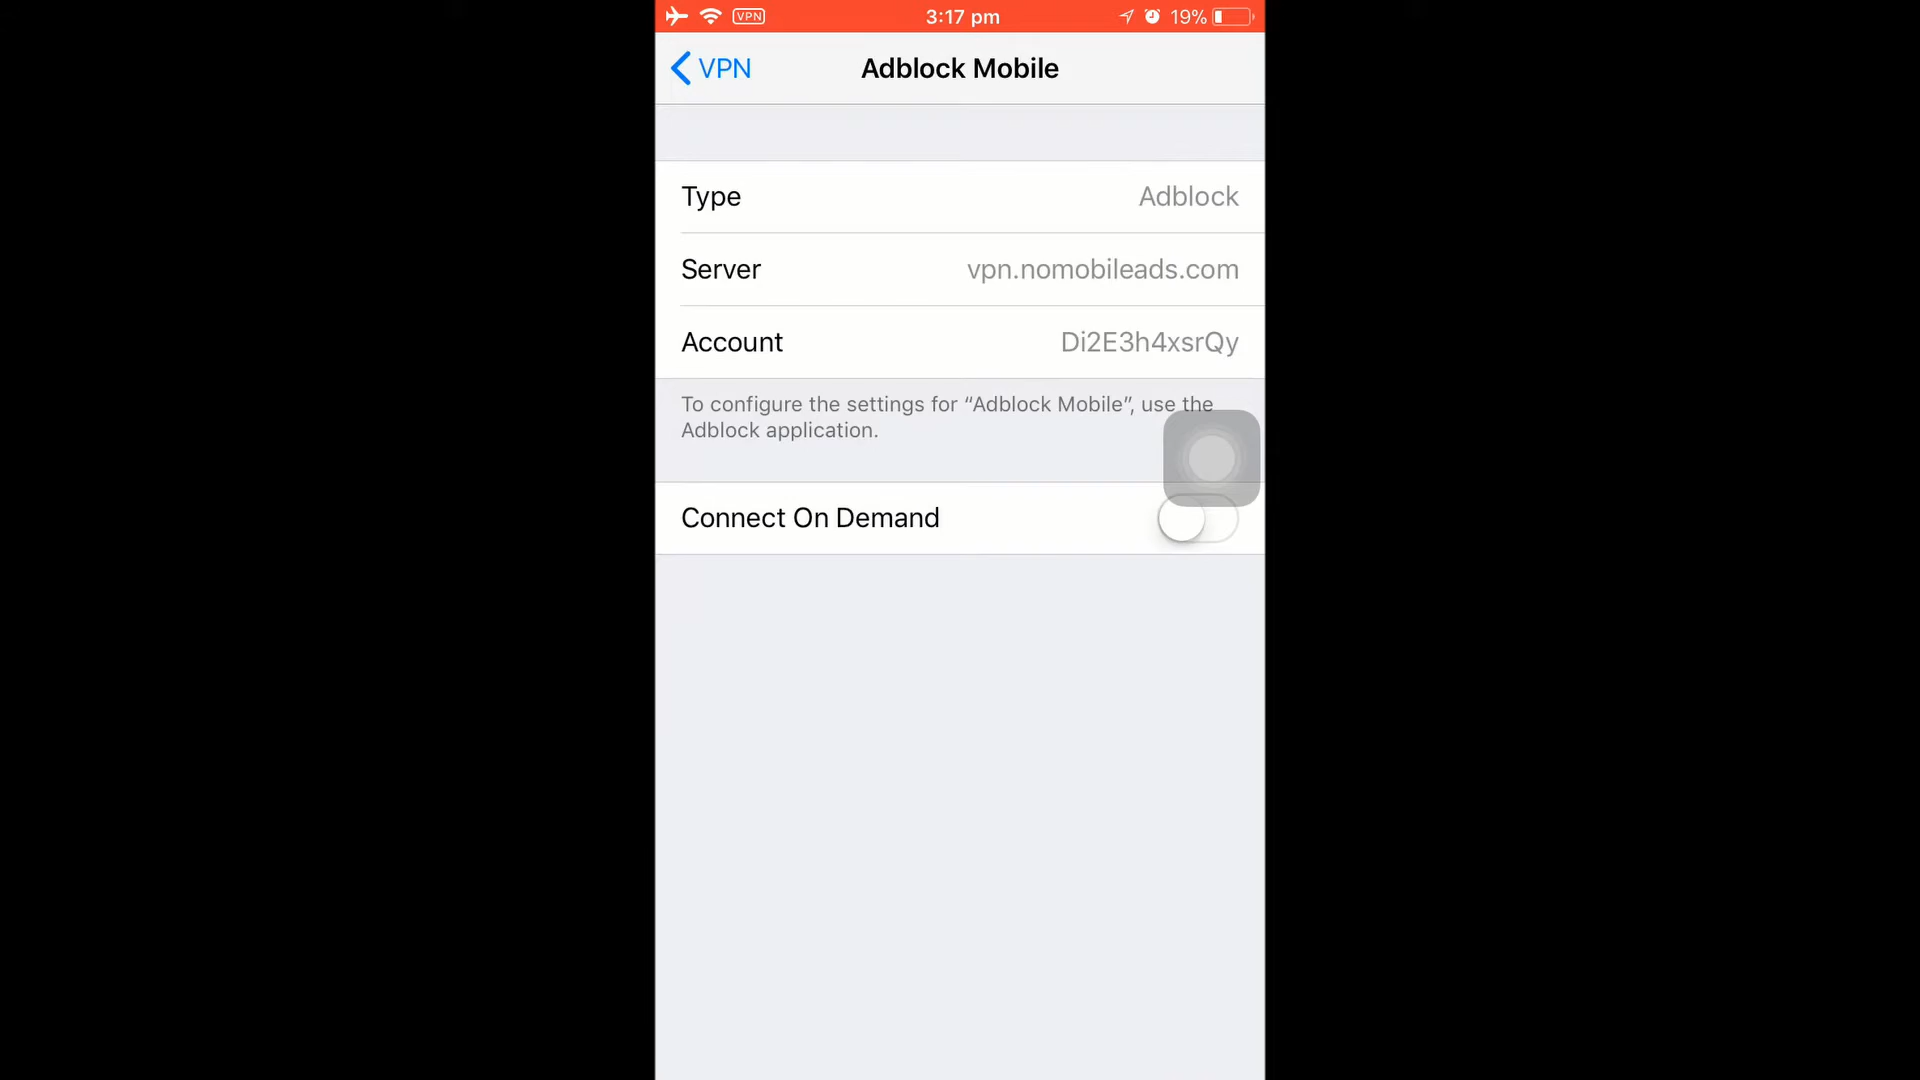 VPN 3:17 pm 19%
VPN Adblock Mobile
Type Adblock
Server vpn.nomobileads.com
Account Di2E3h4xsrQy
To configure the settings for “Adblock Mobile”, use the
Adblock application.
Connect On Demand